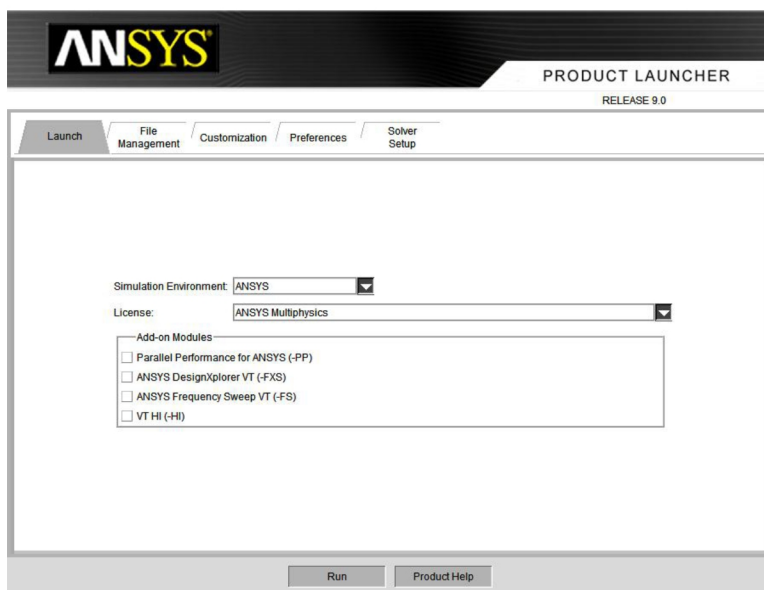 ANSYS®
PRODUCT LAUNCHER
RELEASE 9.0
Launch
File Management
Customization
Preferences
Solver Setup
Simulation Environment: ANSYS
License: ANSYS Multiphysics
Add-on Modules
Parallel Performance for ANSYS (-PP)
ANSYS DesignXplorer VT (-FXS)
ANSYS Frequency Sweep VT (-FS)
VT HI (-HI)
Run
Product Help